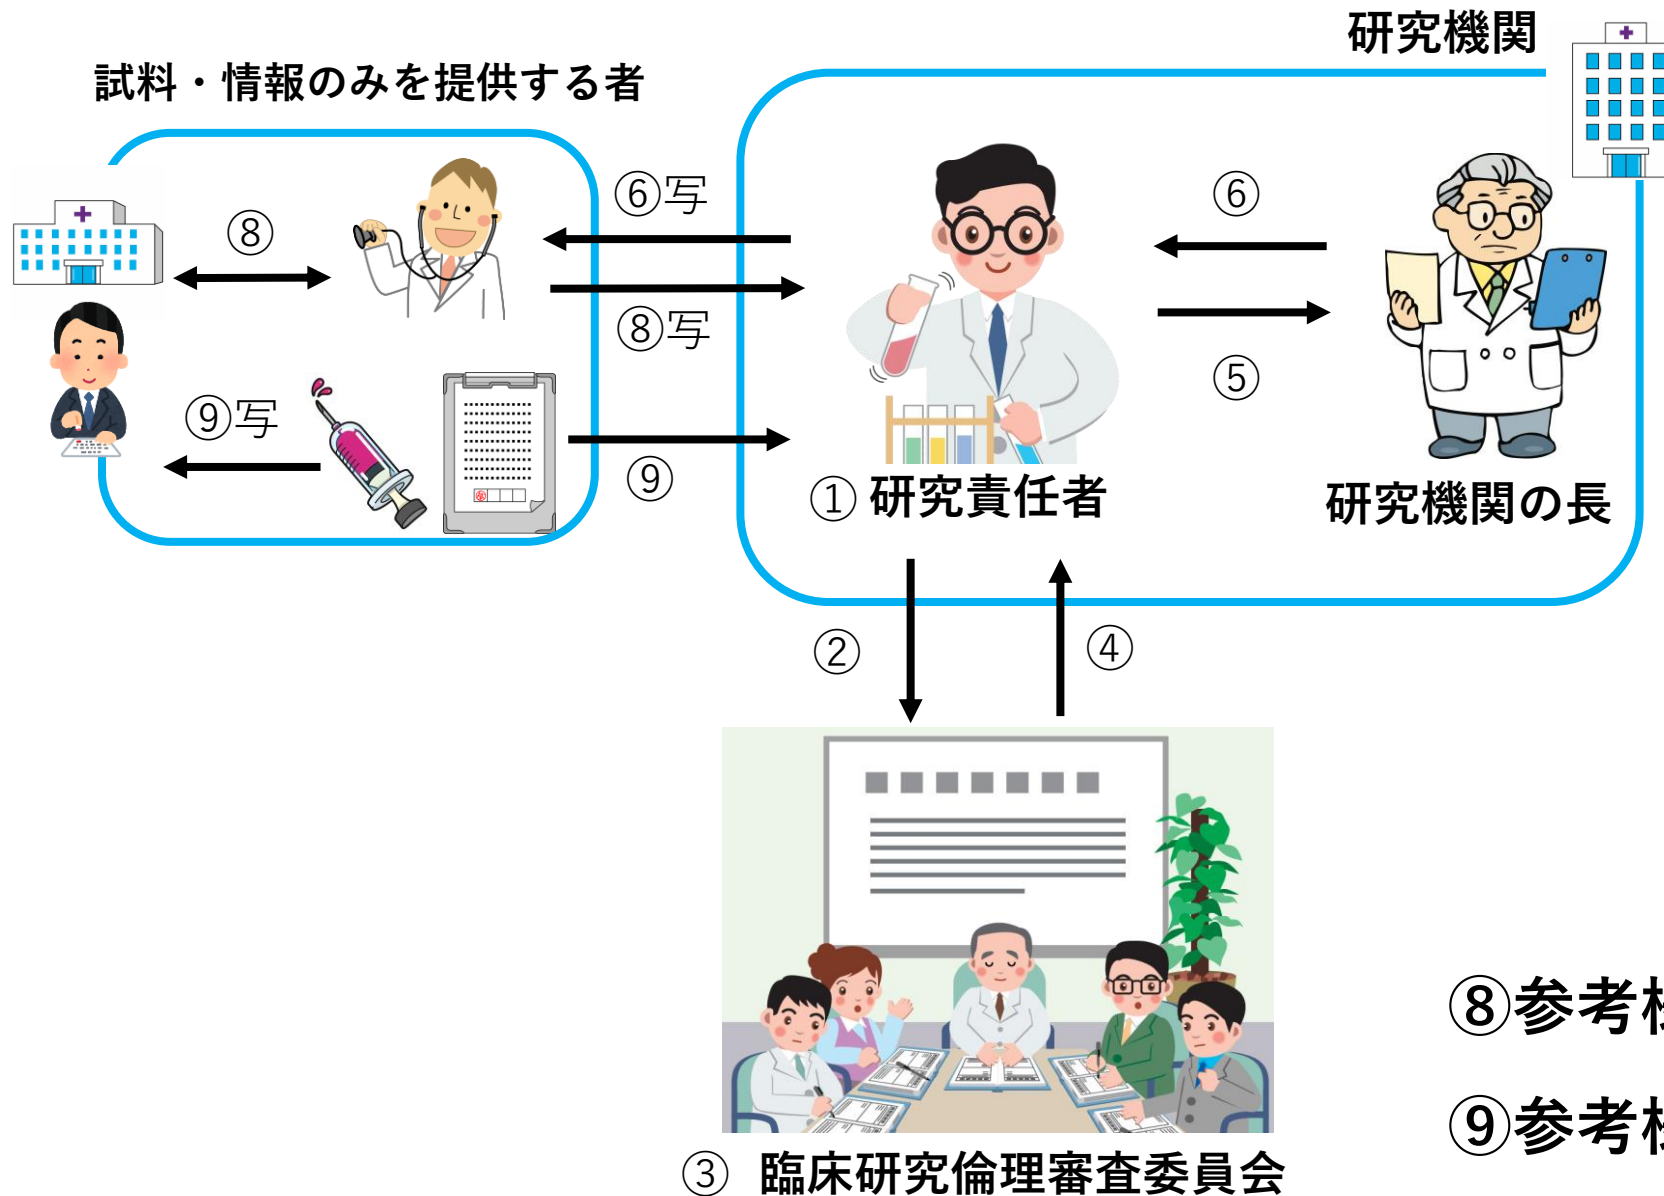 研究機関
試料・情報のみを提供する者
⑥写
⑥
⑧
⑧写
⑤
⑨写
⑨
①研究責任者
研究機関の長
②
④
⑧参考
⑨参考
③ 臨床研究倫理審査委員会